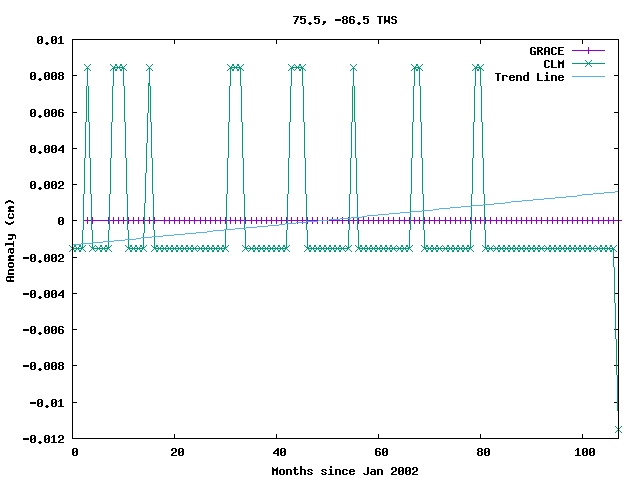 75.5, -86.5 TWS
GRACE
CLM
Trend Line
0.01
0.008
0.006
0.004
0.002
0
-0.002
-0.004
-0.006
-0.008
-0.01
-0.012
Anomaly (cm)
0 20 40 60 80 100
Months since Jan 2002